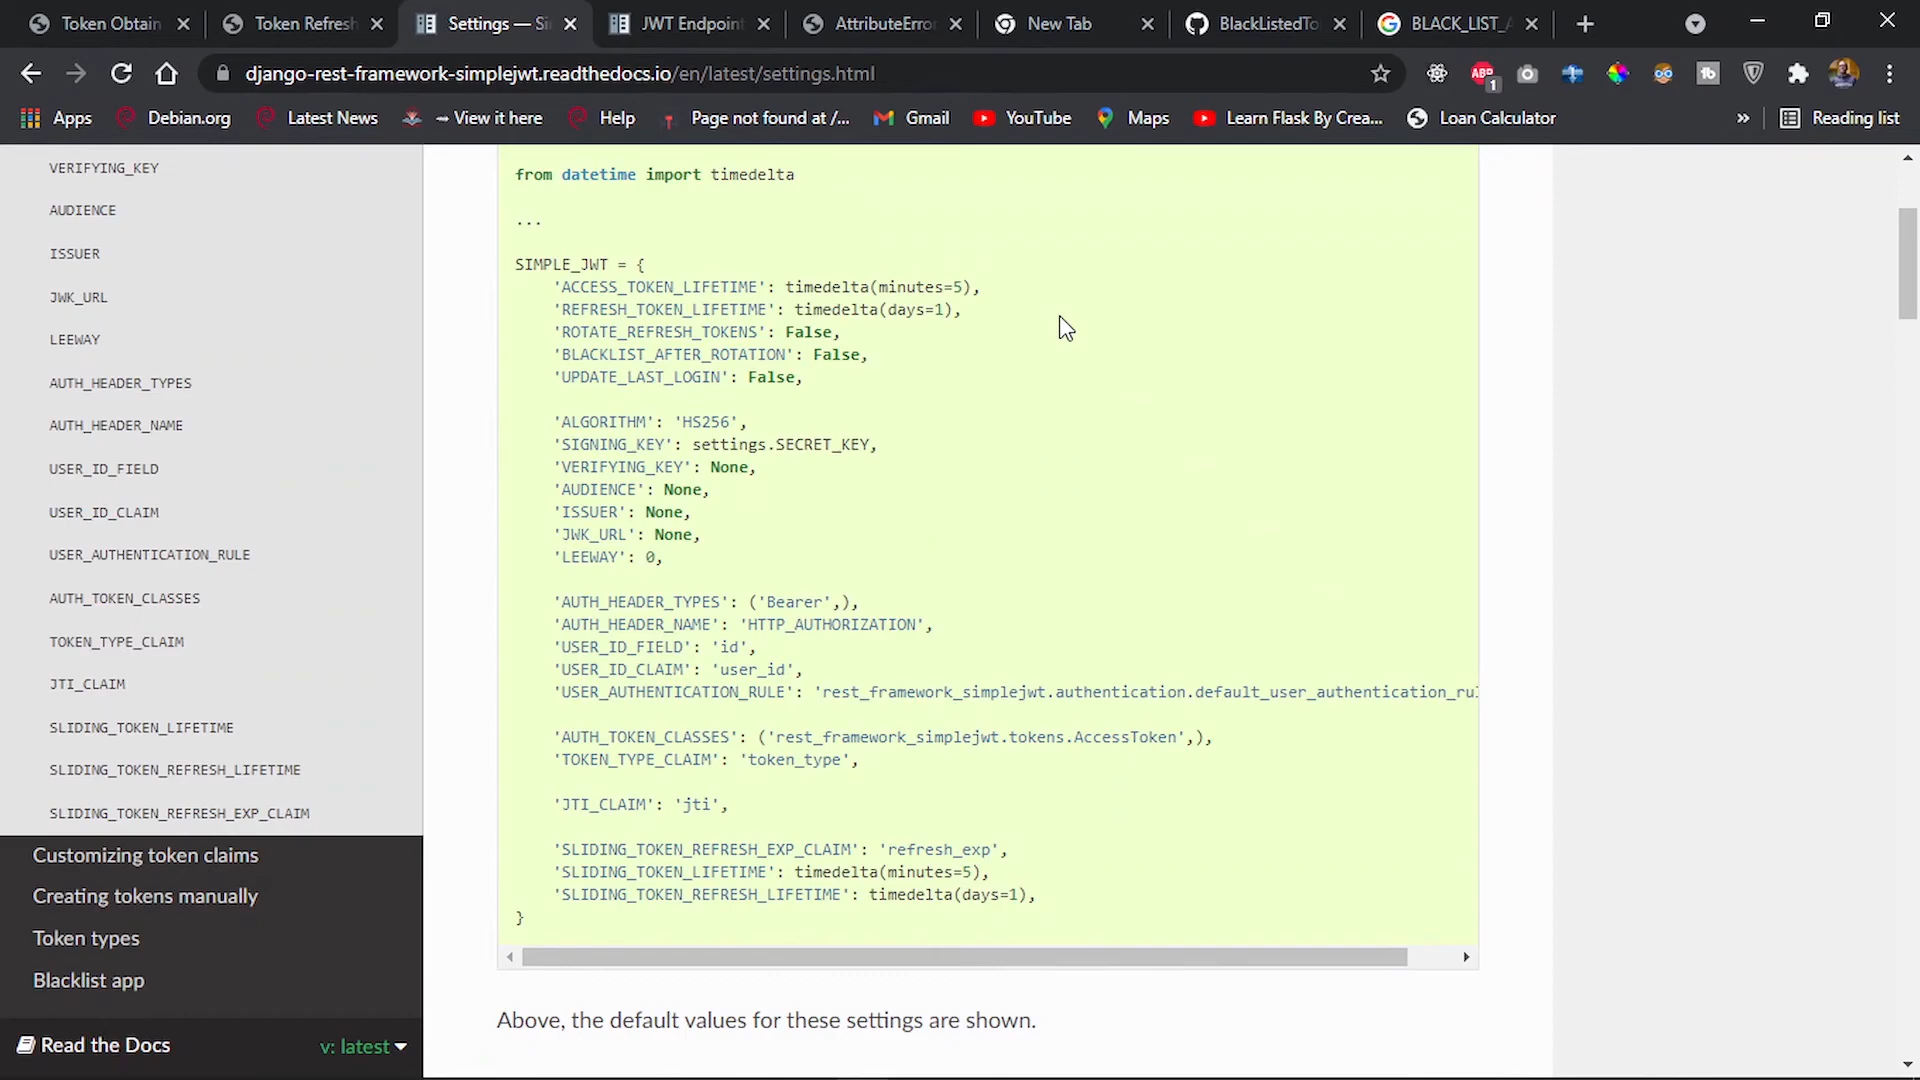 Token Obtain
Token Refresh
Settings — Si
JWT Endpoint
AttributeErro
New Tab
BlackListedTo
BLACK_LIST_A
django-rest-framework-simplejwt.readthedocs.io/en/latest/settings.html
ABP
1
tb
Apps
Debian.org
Latest News
View it here
Help
Page not found at /...
Gmail
YouTube
Maps
Learn Flask By Crea...
Loan Calculator
»
Reading list
VERIFYING_KEY
AUDIENCE
ISSUER
JWK_URL
LEEWAY
AUTH_HEADER_TYPES
AUTH_HEADER_NAME
USER_ID_FIELD
USER_ID_CLAIM
USER_AUTHENTICATION_RULE
AUTH_TOKEN_CLASSES
TOKEN_TYPE_CLAIM
JTI_CLAIM
SLIDING_TOKEN_LIFETIME
SLIDING_TOKEN_REFRESH_LIFETIME
SLIDING_TOKEN_REFRESH_EXP_CLAIM
Customizing token claims
Creating tokens manually
Token types
Blacklist app
Read the Docs
v: latest
from datetime import timedelta
...
SIMPLE_JWT = {
'ACCESS_TOKEN_LIFETIME': timedelta(minutes=5),
'REFRESH_TOKEN_LIFETIME': timedelta(days=1),
'ROTATE_REFRESH_TOKENS': False,
'BLACKLIST_AFTER_ROTATION': False,
'UPDATE_LAST_LOGIN': False,
'ALGORITHM': 'HS256',
'SIGNING_KEY': settings.SECRET_KEY,
'VERIFYING_KEY': None,
'AUDIENCE': None,
'ISSUER': None,
'JWK_URL': None,
'LEEWAY': 0,
'AUTH_HEADER_TYPES': ('Bearer',),
'AUTH_HEADER_NAME': 'HTTP_AUTHORIZATION',
'USER_ID_FIELD': 'id',
'USER_ID_CLAIM': 'user_id',
'USER_AUTHENTICATION_RULE': 'rest_framework_simplejwt.authentication.default_user_authentication_rul
'AUTH_TOKEN_CLASSES': ('rest_framework_simplejwt.tokens.AccessToken',),
'TOKEN_TYPE_CLAIM': 'token_type',
'JTI_CLAIM': 'jti',
'SLIDING_TOKEN_REFRESH_EXP_CLAIM': 'refresh_exp',
'SLIDING_TOKEN_LIFETIME': timedelta(minutes=5),
'SLIDING_TOKEN_REFRESH_LIFETIME': timedelta(days=1),
}
Above, the default values for these settings are shown.